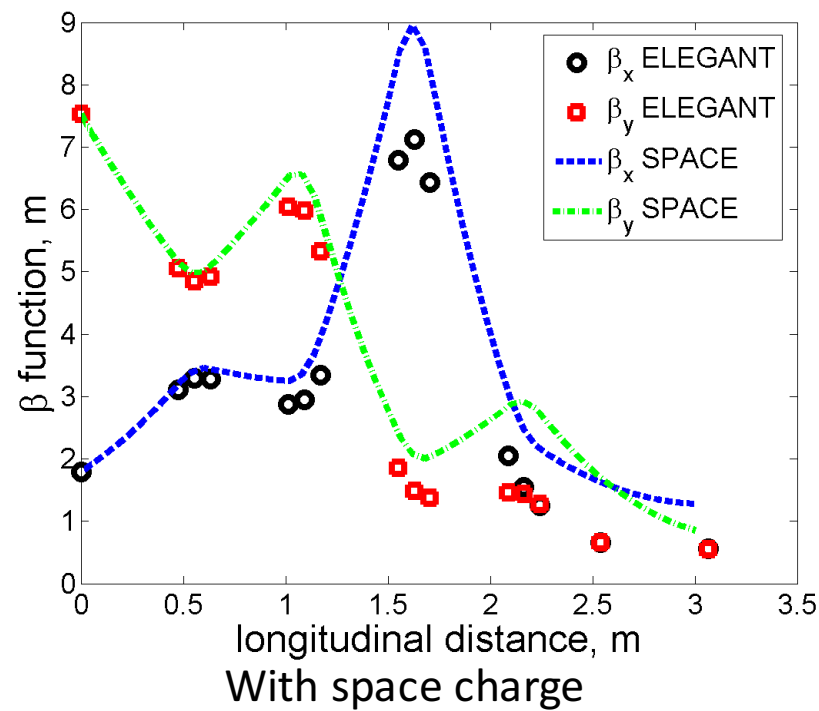 9
8
7
6
5
4
3
2
1
0
β function, m
βx ELEGANT
βy ELEGANT
βx SPACE
βy SPACE
0 0.5 1 1.5 2 2.5 3 3.5
longitudinal distance, m
With space charge